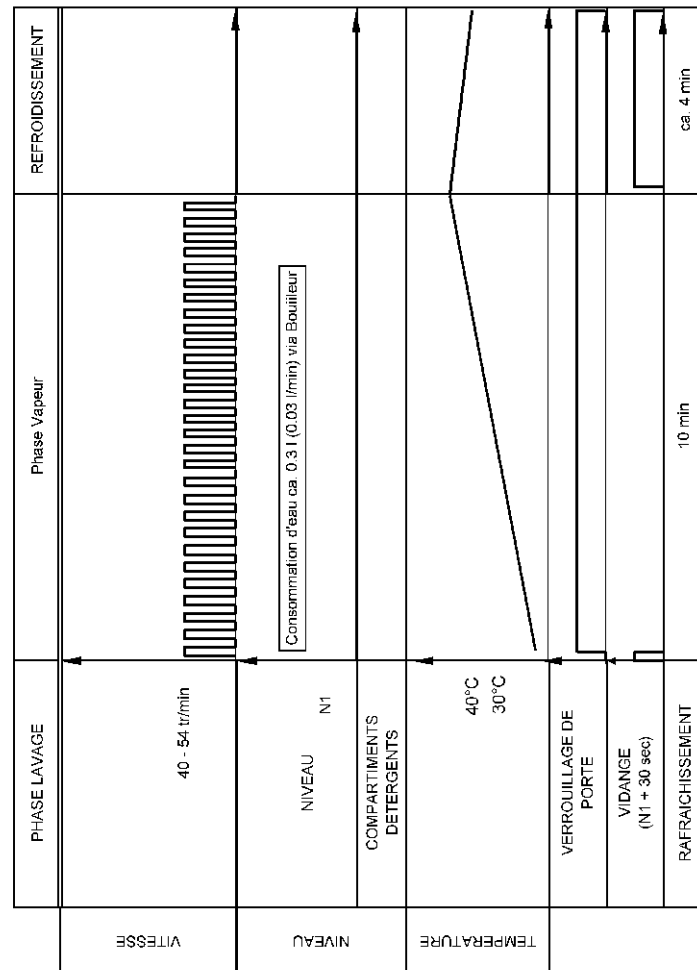 PHASE LAVAGE
Phase Vapeur
REFROIDISSEMENT
VITESSE
40 - 54 tr/min
NIVEAU
NIVEAU
N1
Consommation d'eau ca. 0.3 l (0.03 l/min) via Bouilleur
COMPARTIMENTS
DETERGENTS
TEMPERATURE
40°C
30°C
VERROUILLAGE DE
PORTE
VIDANGE
(N1 + 30 sec)
RAFRAICHISSEMENT
10 min
ca. 4 min